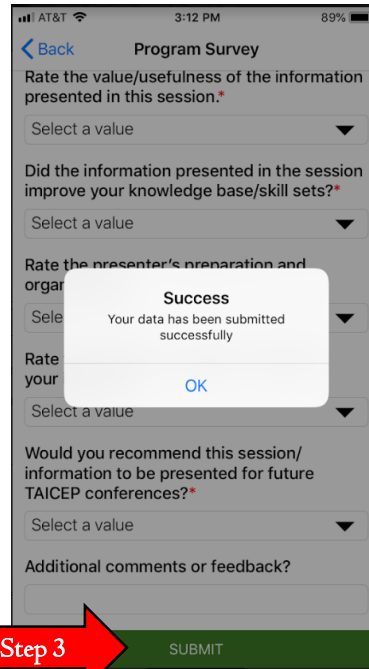 AT&T 3:12 PM 89%
Back Program Survey
Rate the value/usefulness of the information
presented in this session.*
Select a value
Did the information presented in the session
improve your knowledge base/skill sets?*
Select a value
Rate the presenter's preparation and
organ
Sele
Success
Your data has been submitted
successfully
OK
Rate
your
Select a value
Would you recommend this session/
information to be presented for future
TAICEP conferences?*
Select a value
Additional comments or feedback?
Step 3
SUBMIT